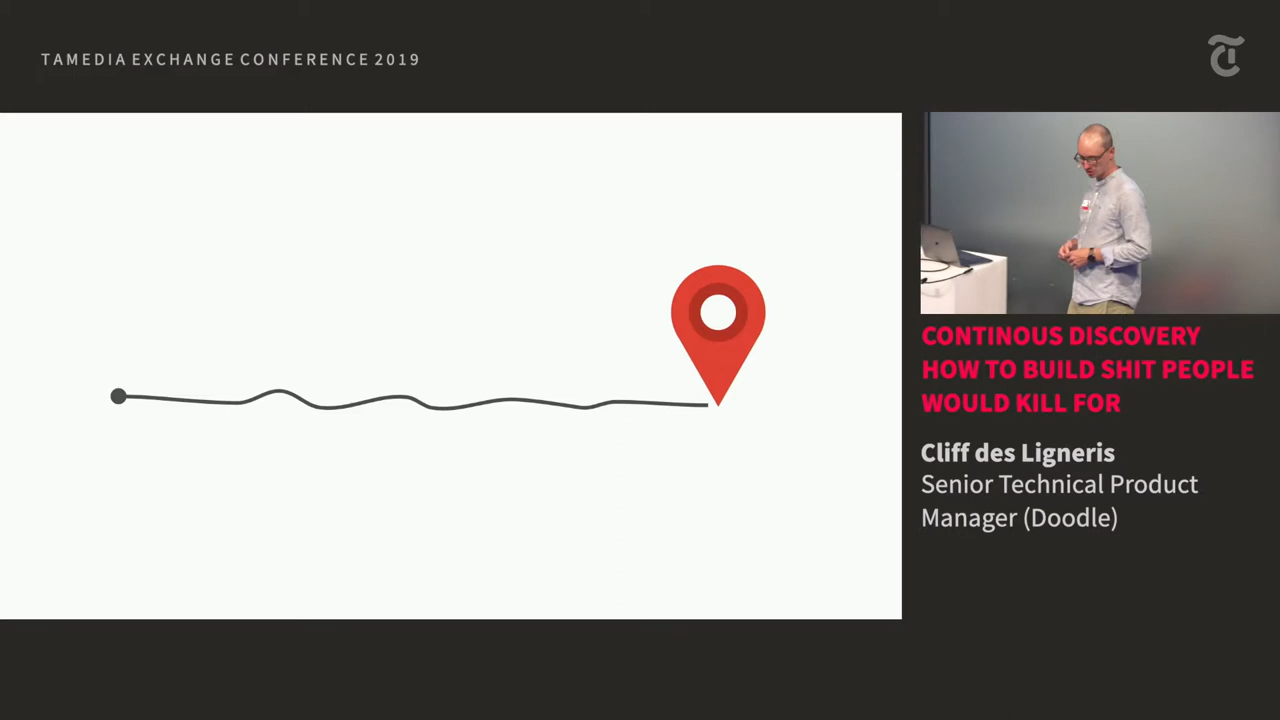 TAMEDIA EXCHANGE CONFERENCE 2019
CONTINOUS DISCOVERY
HOW TO BUILD SHIT PEOPLE
WOULD KILL FOR
Cliff des Ligneris
Senior Technical Product
Manager (Doodle)